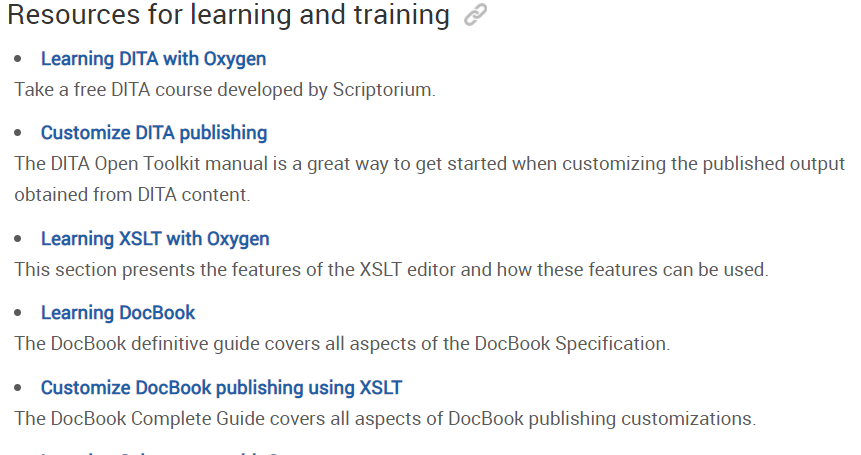 Resources for learning and training
Learning DITA with Oxygen
Take a free DITA course developed by Scriptorium.
Customize DITA publishing
The DITA Open Toolkit manual is a great way to get started when customizing the published output
obtained from DITA content.
Learning XSLT with Oxygen
This section presents the features of the XSLT editor and how these features can be used.
Learning DocBook
The DocBook definitive guide covers all aspects of the DocBook Specification.
Customize DocBook publishing using XSLT
The DocBook Complete Guide covers all aspects of DocBook publishing customizations.